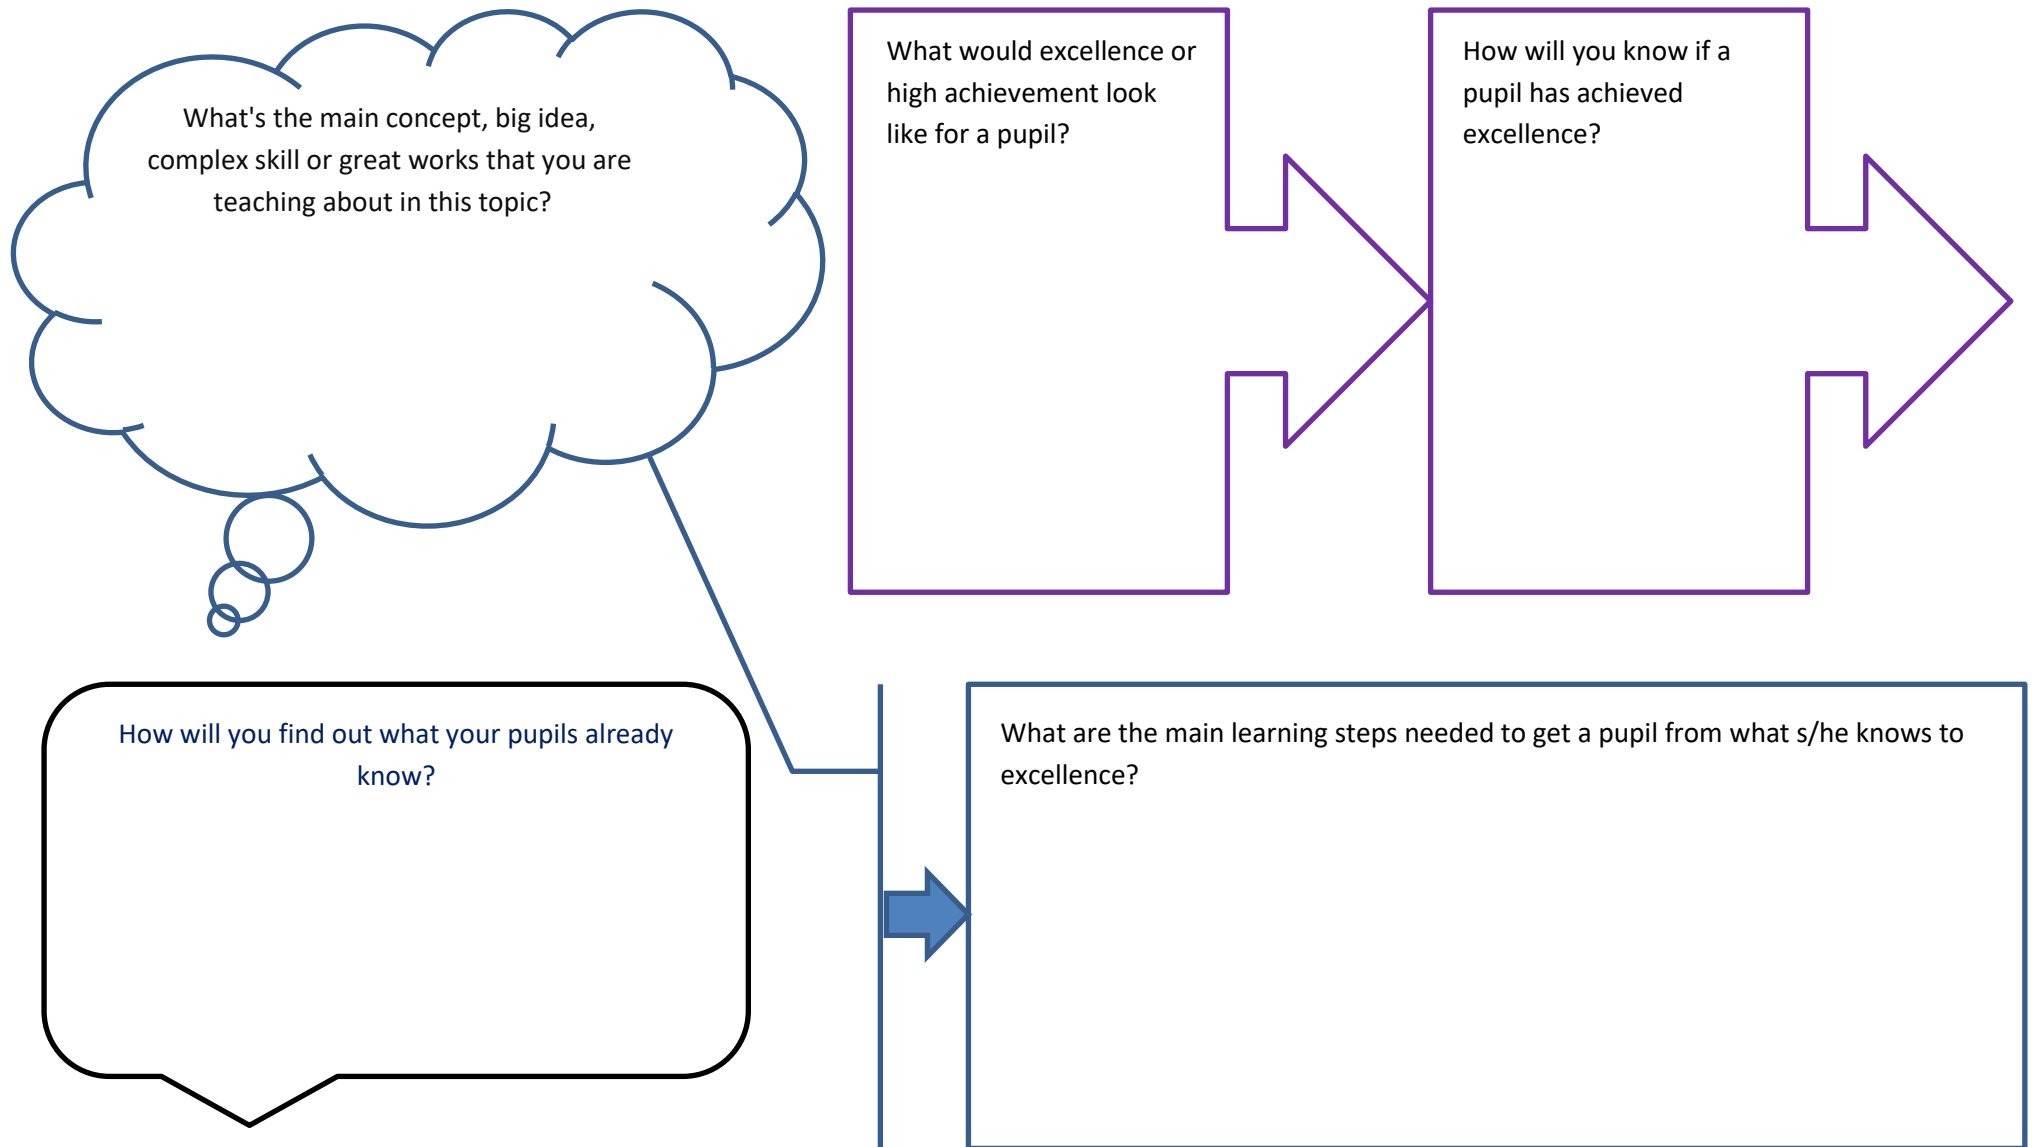 What's the main concept, big idea,
complex skill or great works that you are
teaching about in this topic?
What would excellence or
high achievement look
like for a pupil?
How will you know if a
pupil has achieved
excellence?
How will you find out what your pupils already
know?
What are the main learning steps needed to get a pupil from what s/he knows to
excellence?